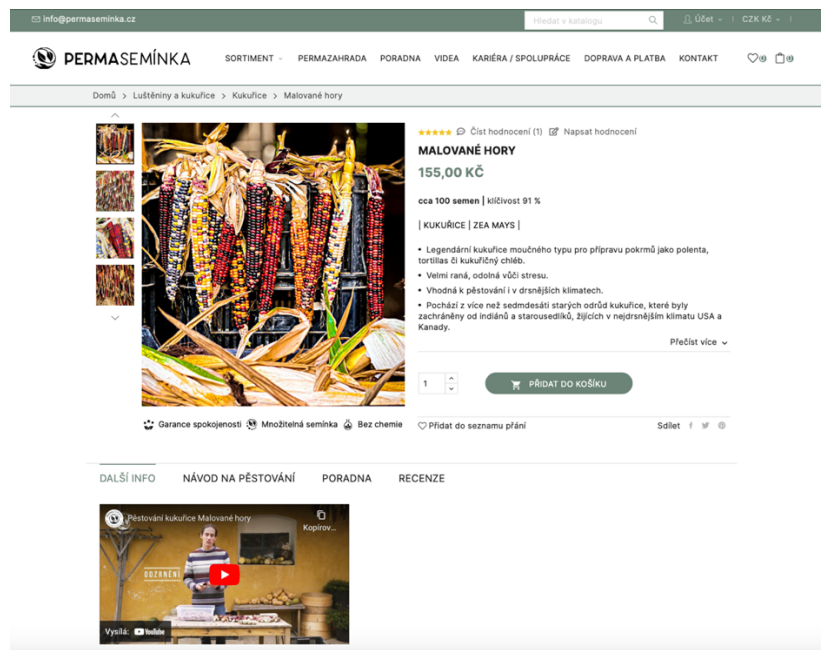 info@permaseminka.cz
Hledat v katalogu
Účet
CZK Kč
PERMASEMÍNKA
SORTIMENT
PERMAZAHRADA
PORADNA
VIDEA
KARIÉRA / SPOLUPRÁCE
DOPRAVA A PLATBA
KONTAKT
Domů > Luštěniny a kukuřice > Kukuřice > Malované hory
Číst hodnocení (1) Napsat hodnocení
MALOVANÉ HORY
155,00 KČ
cca 100 semen | klíčivost 91 %
| KUKUŘICE | ZEA MAYS |
• Legendární kukuřice moučného typu pro přípravu pokrmů jako polenta,
tortillas či kukuřičný chléb.
• Velmi raná, odolná vůči stresu.
• Vhodná k pěstování i v drsnějších klimatech.
• Pochází z více než sedmdesáti starých odrůd kukuřice, které byly
zachráněny od indiánů a starousedlíků, žijících v nejdrsnějším klimatu USA a
Kanady.
Přečíst více
1
PŘIDAT DO KOŠÍKU
Garance spokojenosti Množitelná semínka Bez chemie
Přidat do seznamu přání
Sdílet
DALŠÍ INFO
NÁVOD NA PĚSTOVÁNÍ
PORADNA
RECENZE
Pěstování kukuřice Malované hory
Kopírov...
ODZRNĚNÍ
Vysílá: YouTube